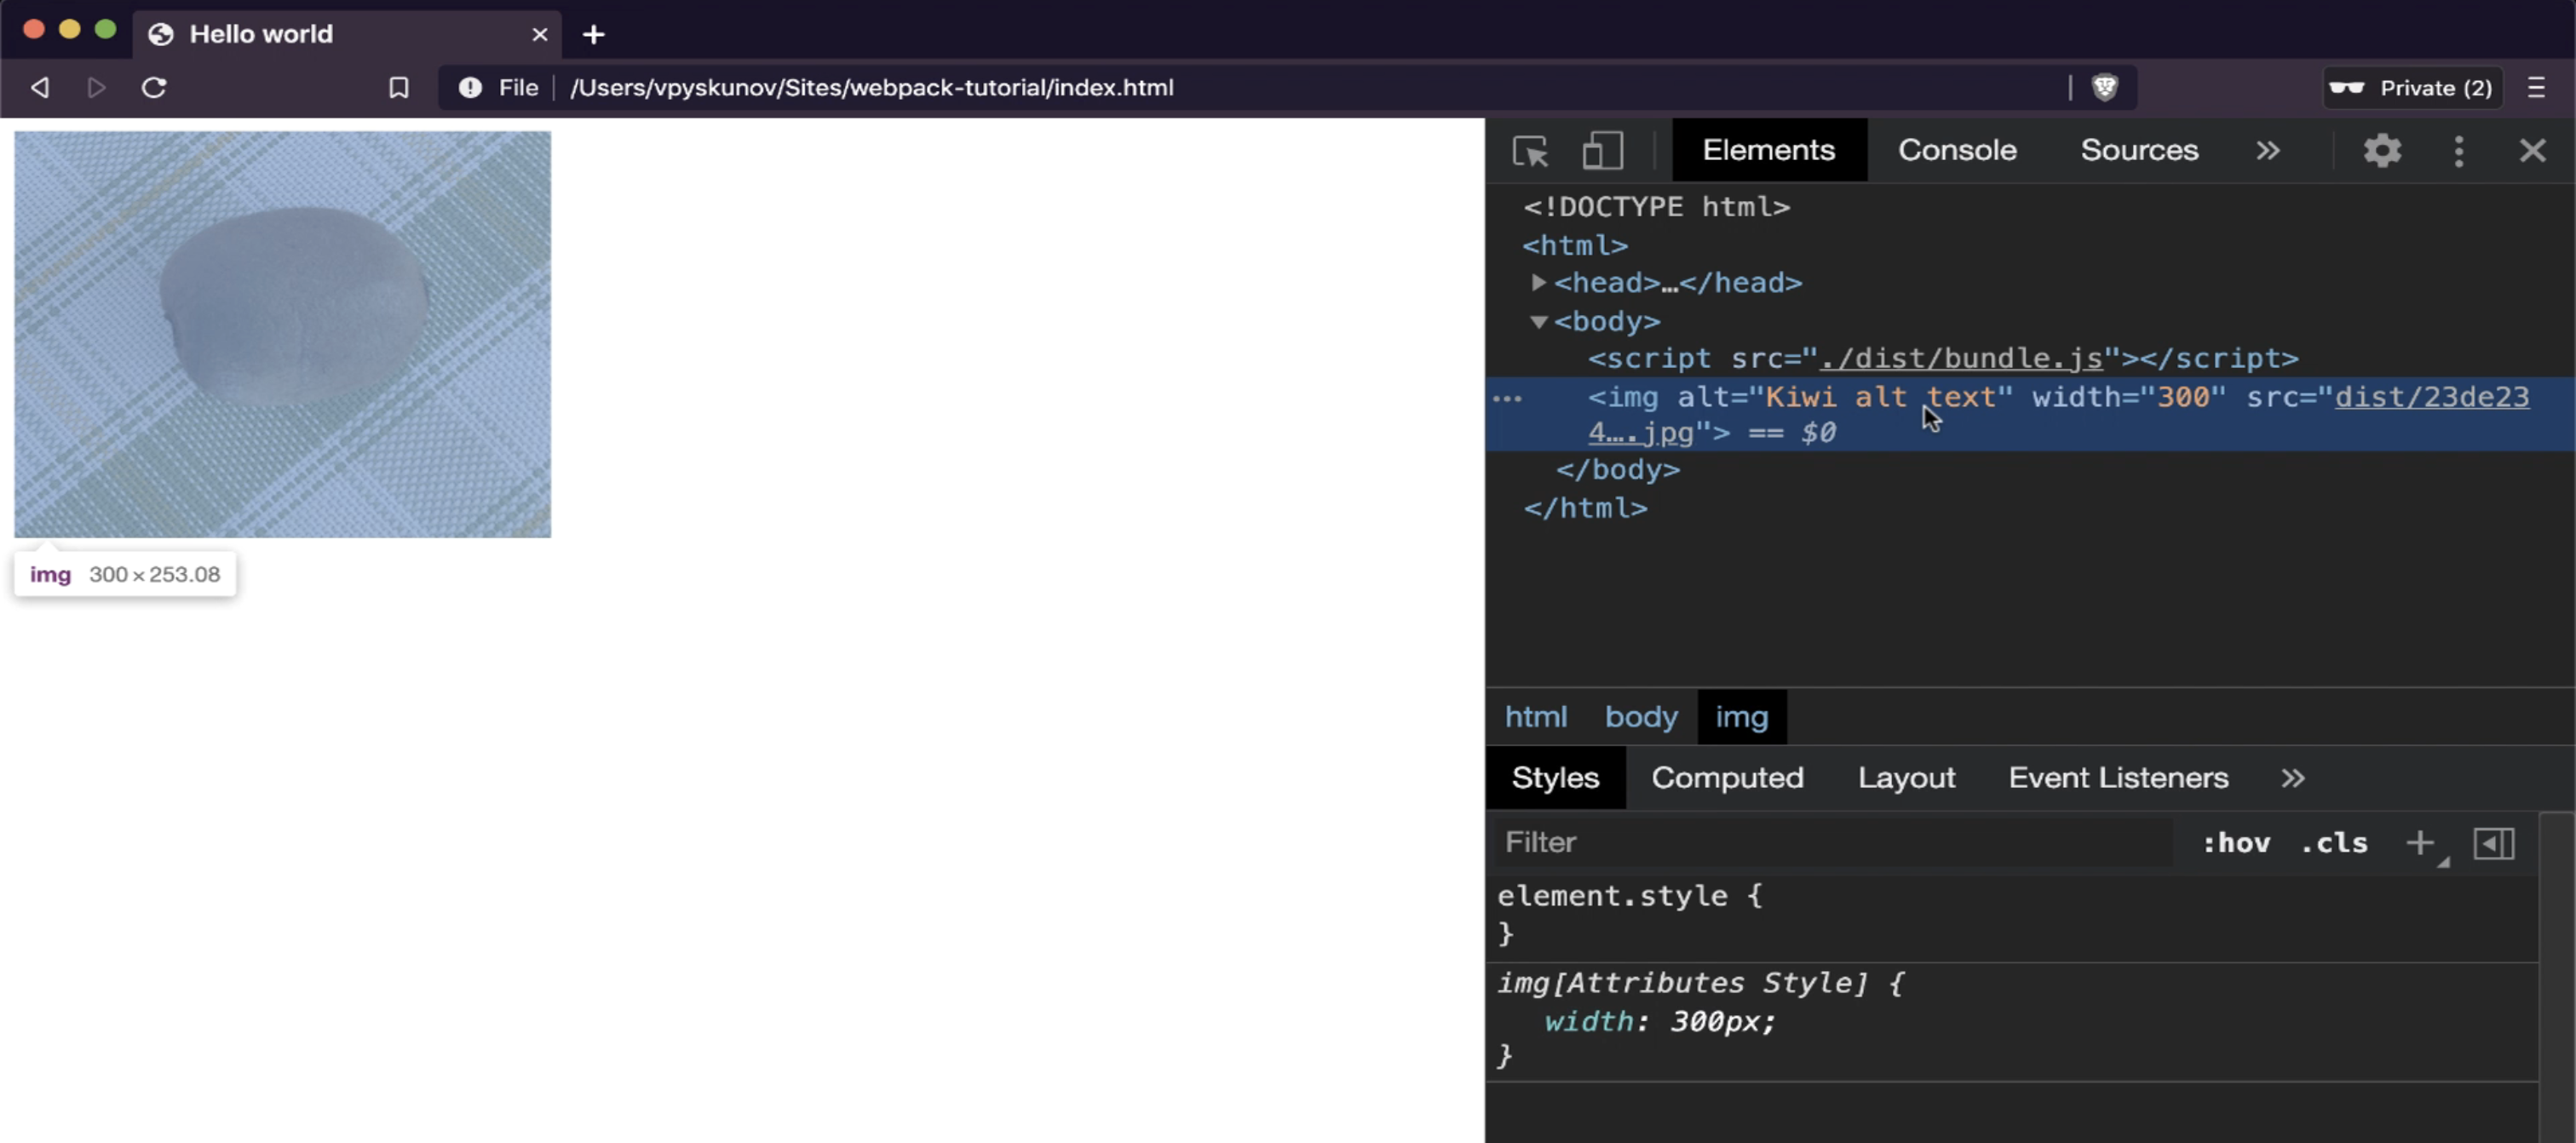 Hello world
File /Users/vpyskunov/Sites/webpack-tutorial/index.html Private (2)
img 300 × 253.08
Elements Console Sources
<!DOCTYPE html>
<html>
<head>…</head>
<body>
<script src="./dist/bundle.js"></script>
<img alt="Kiwi alt text" width="300" src="dist/23de23
4….jpg"> == $0
</body>
</html>
html body img
Styles Computed Layout Event Listeners
Filter :hov .cls
element.style {
}
img[Attributes Style] {
width: 300px;
}